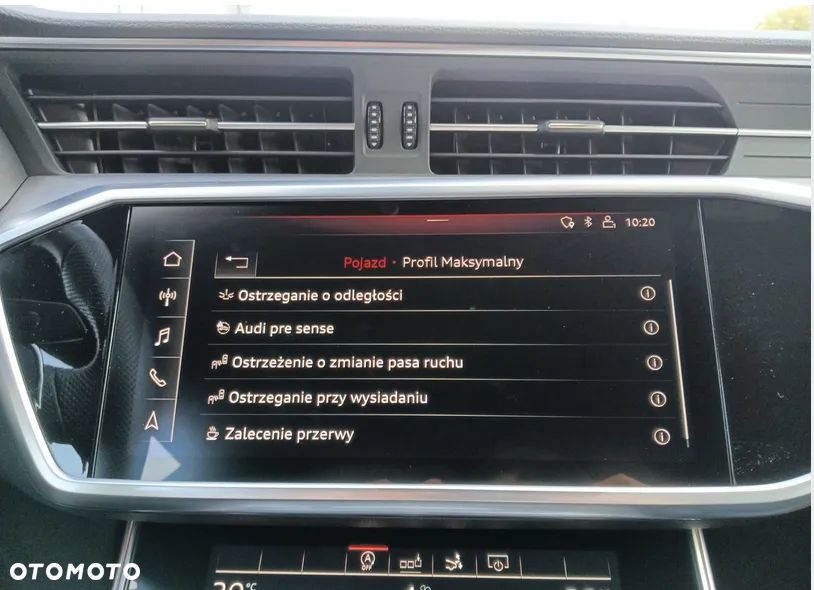 10:20
Pojazd • Profil Maksymalny
Ostrzeganie o odległości
Audi pre sense
Ostrzeżenie o zmianie pasa ruchu
Ostrzeganie przy wysiadaniu
Zalecenie przerwy
OFF
°C
OTOMOTO